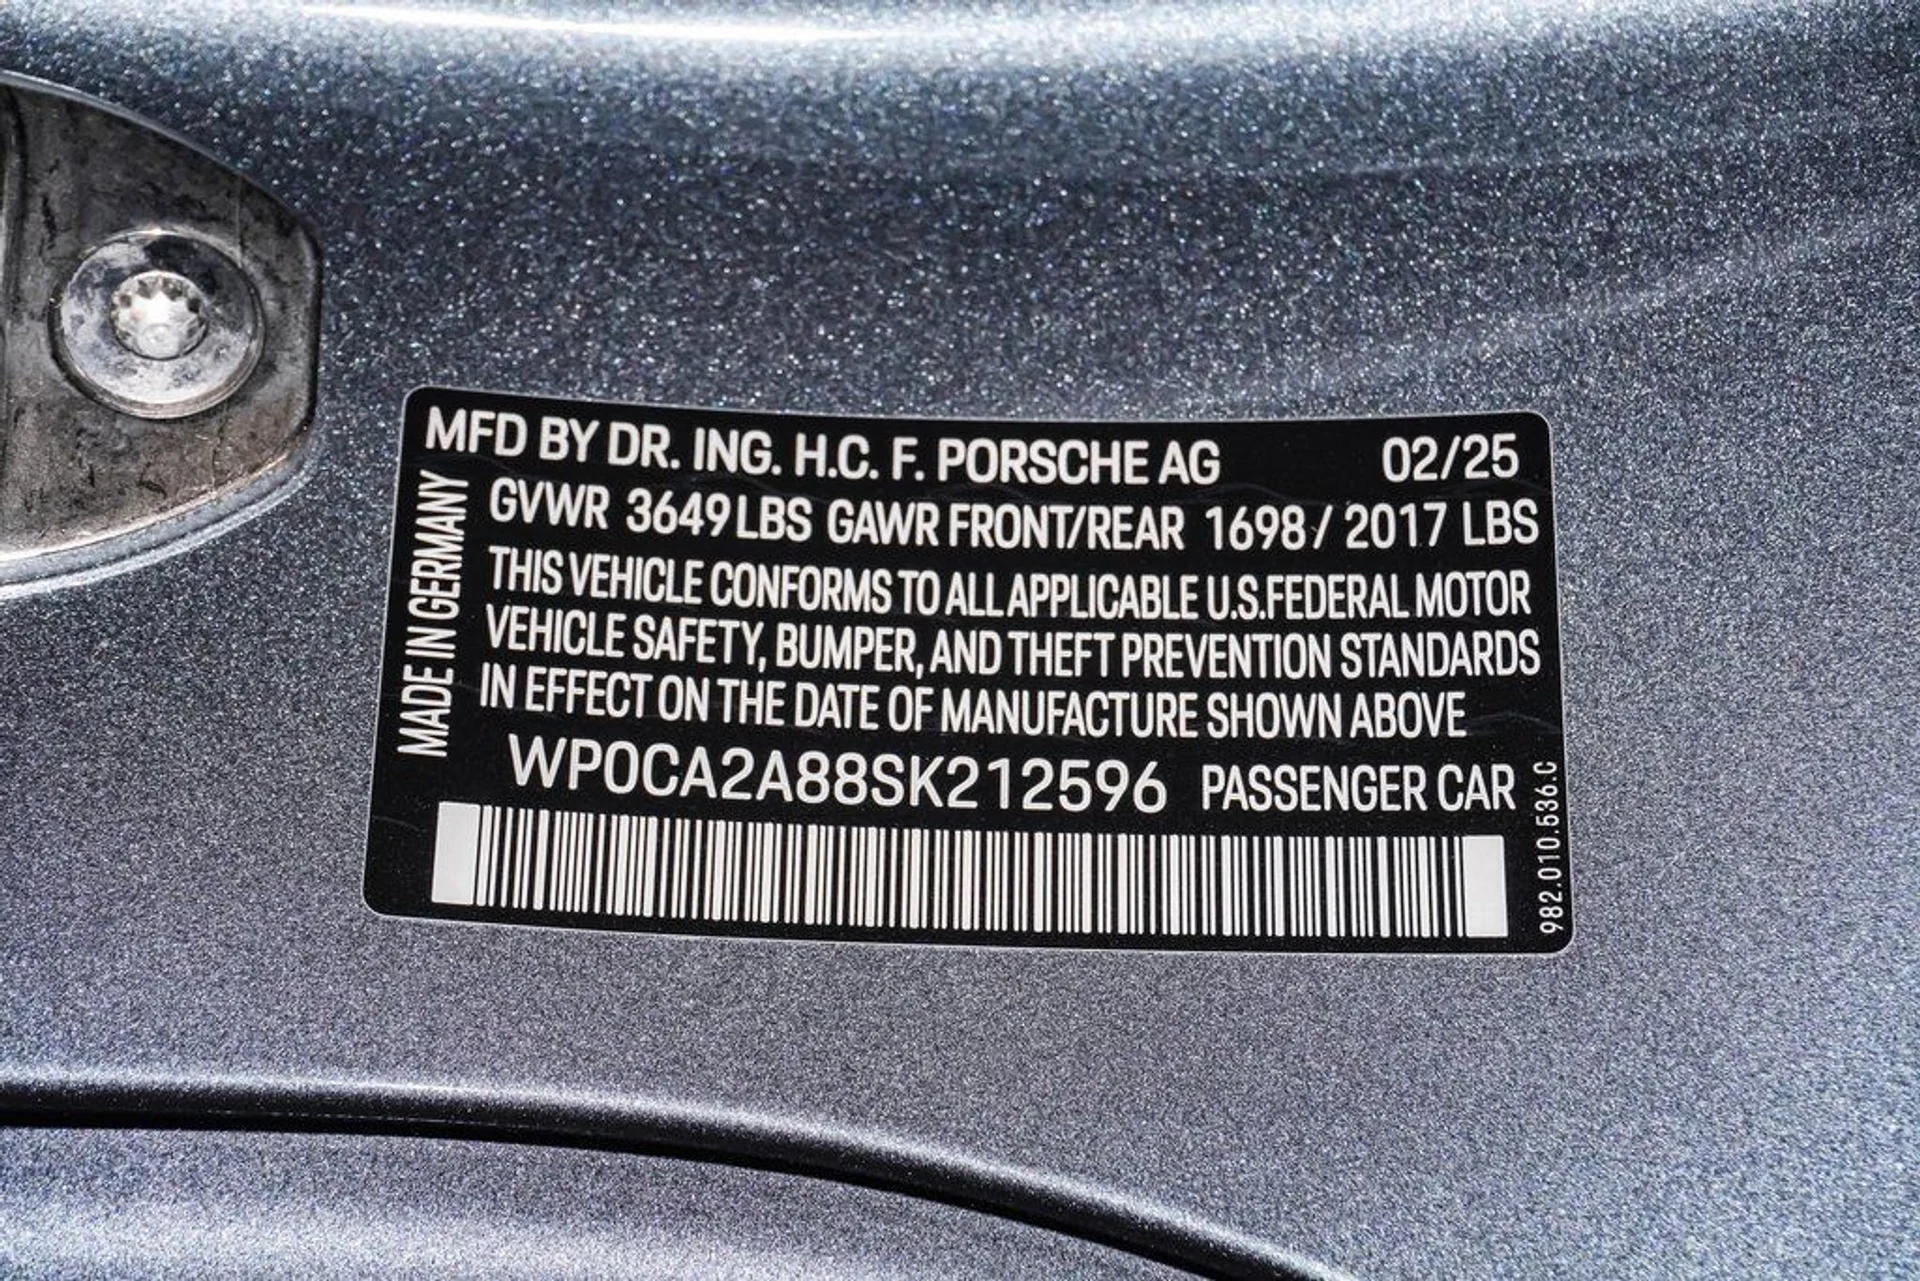 MFD BY DR. ING. H.C. F. PORSCHE AG 02/25
GVWR 3649 LBS GAWR FRONT/REAR 1698 / 2017 LBS
THIS VEHICLE CONFORMS TO ALL APPLICABLE U.S.FEDERAL MOTOR
VEHICLE SAFETY, BUMPER, AND THEFT PREVENTION STANDARDS
IN EFFECT ON THE DATE OF MANUFACTURE SHOWN ABOVE
WP0CA2A88SK212596 PASSENGER CAR
MADE IN GERMANY
982.010.536.C